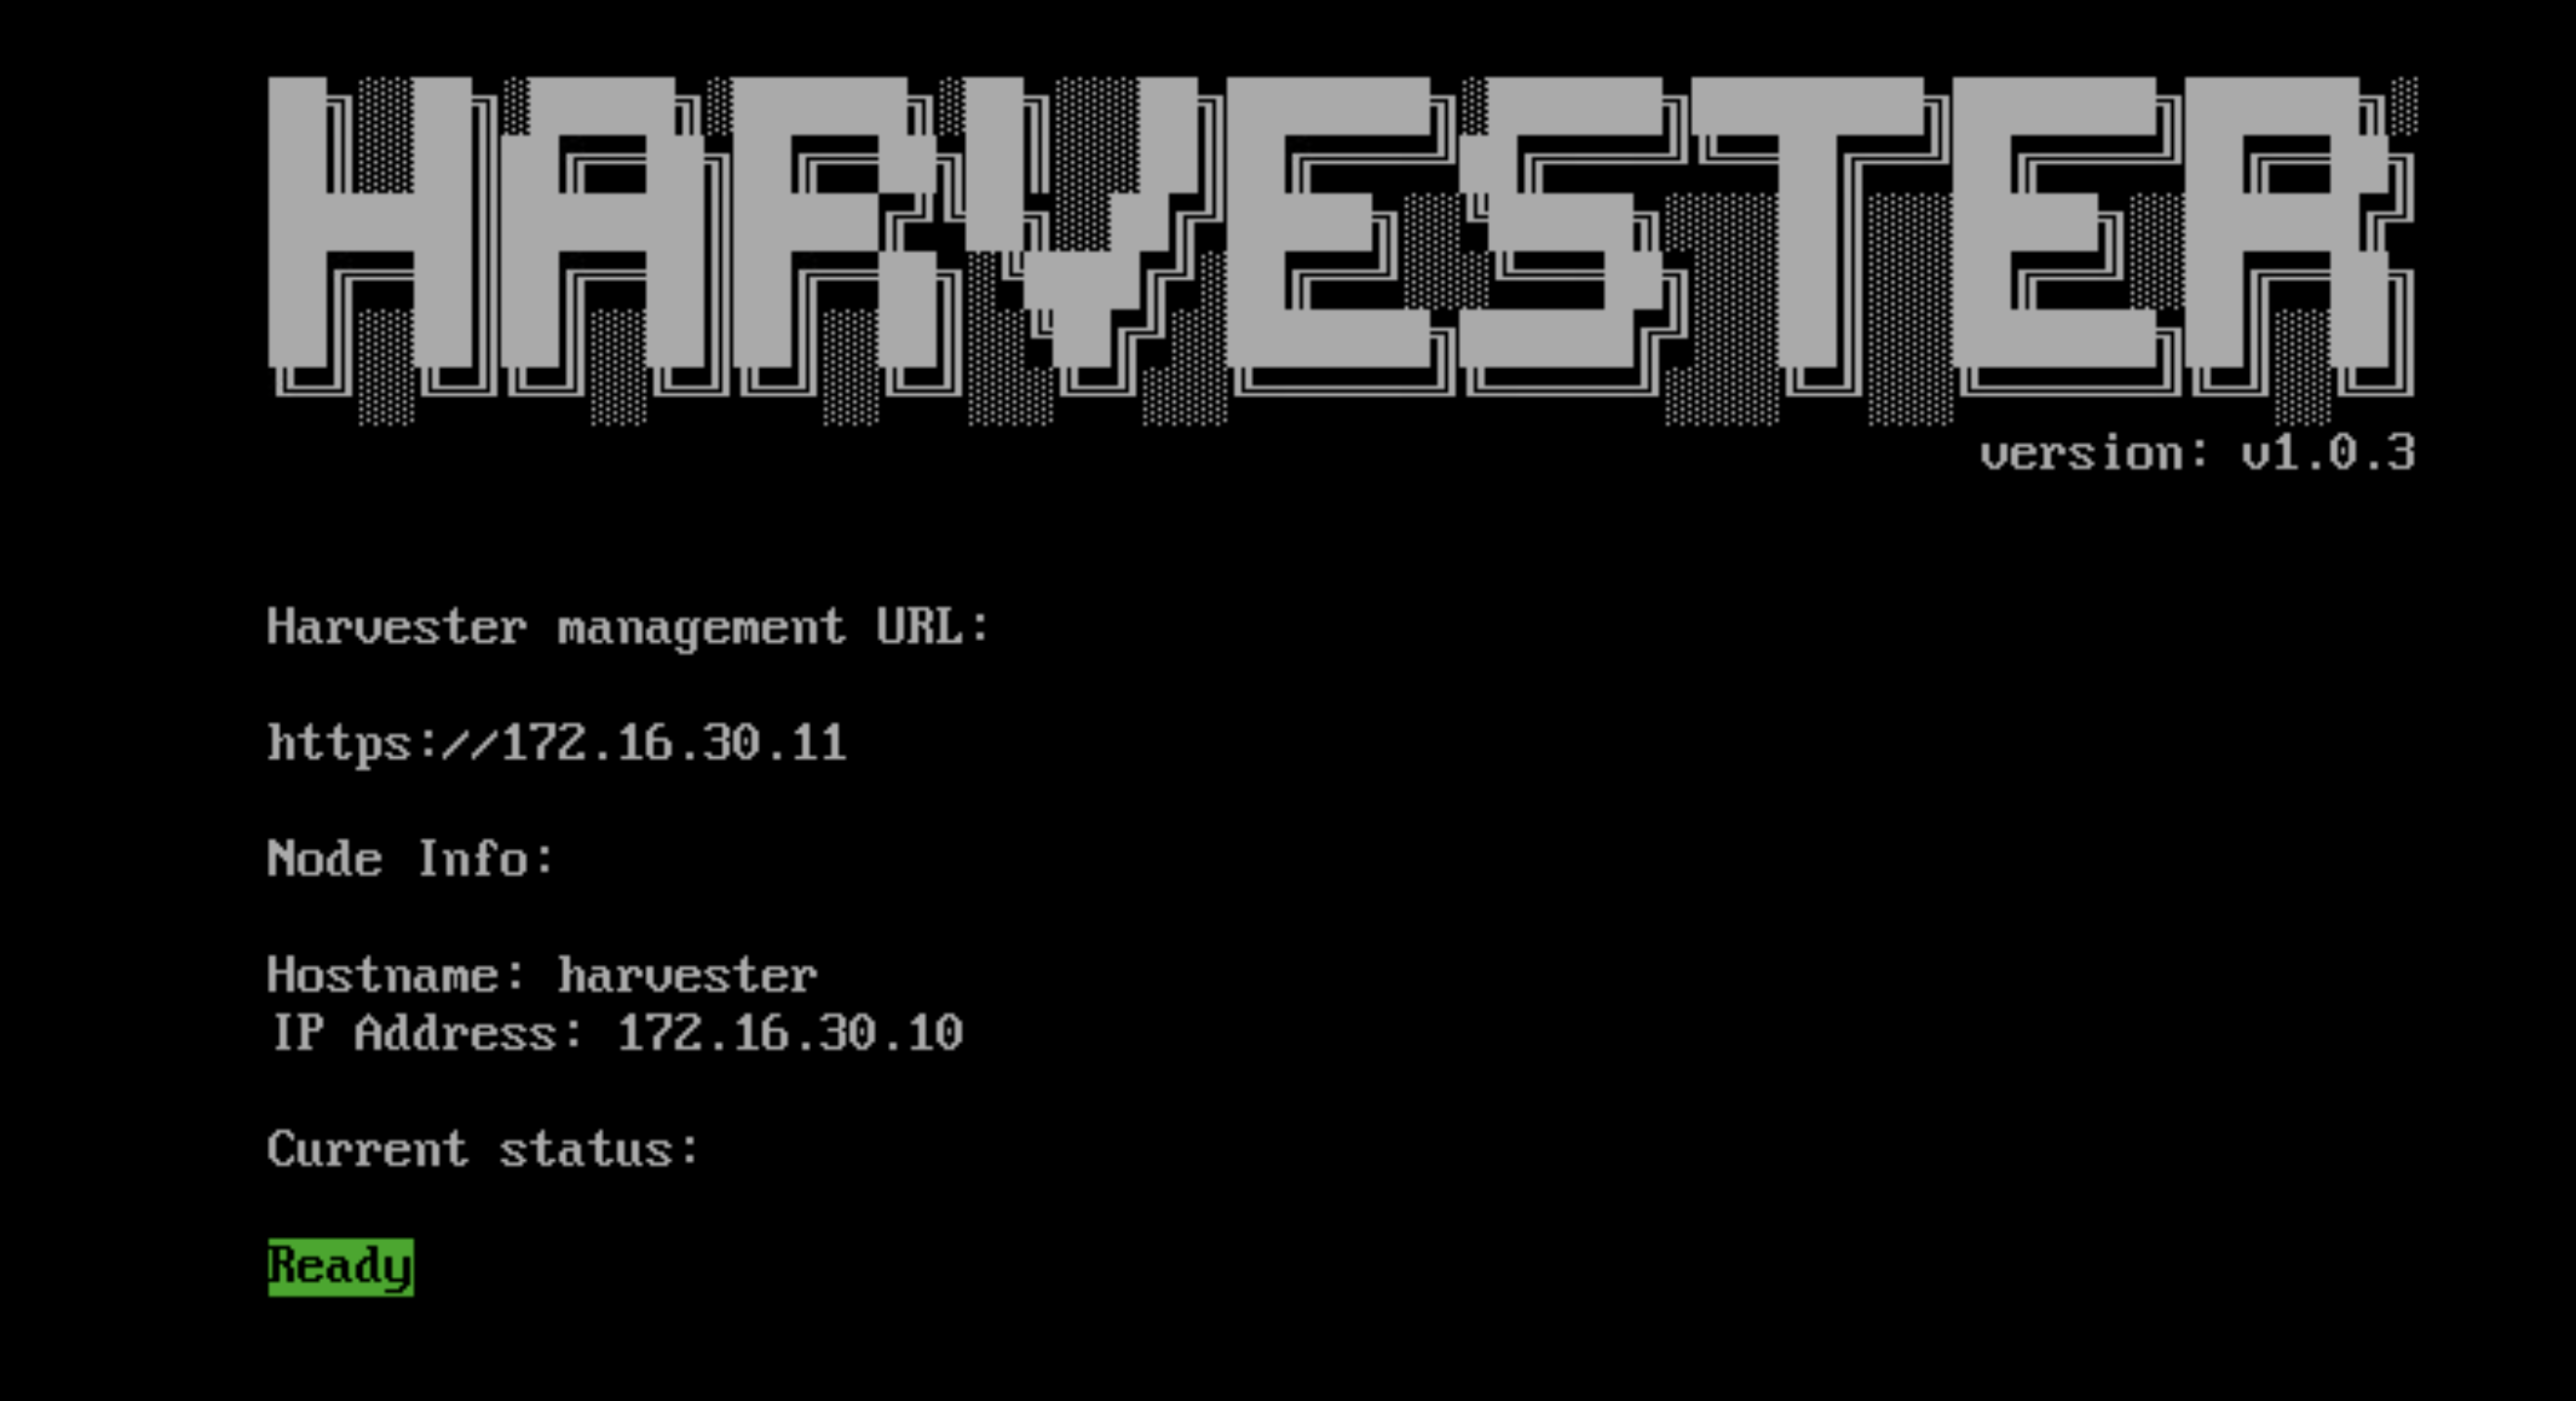 HARVESTER
version: v1.0.3
Harvester management URL:
https://172.16.30.11
Node Info:
Hostname: harvester
IP Address: 172.16.30.10
Current status:
Ready